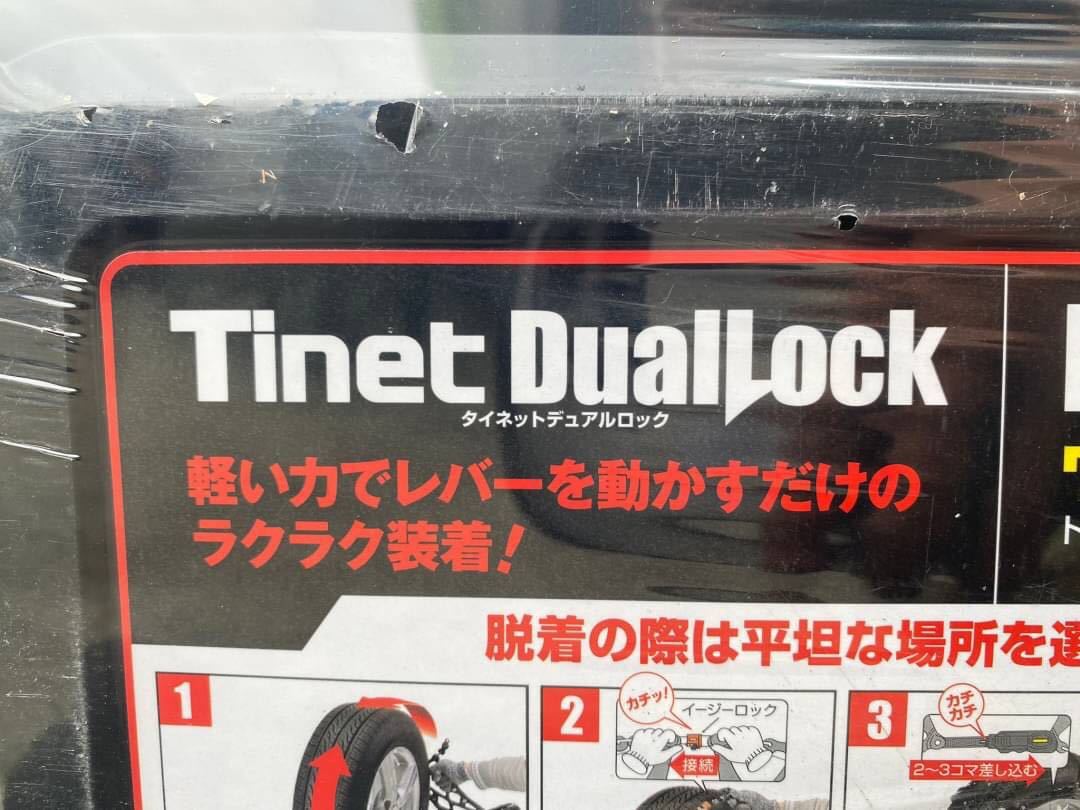 Tinet DualLock
タイネットデュアルロック
軽い力でレバーを動かすだけの
ラクラク装着!
脱着の際は平坦な場所を選
1
2
カチッ!
イージーロック
接続
3
カチ
カチ
2〜3コマ差し込む